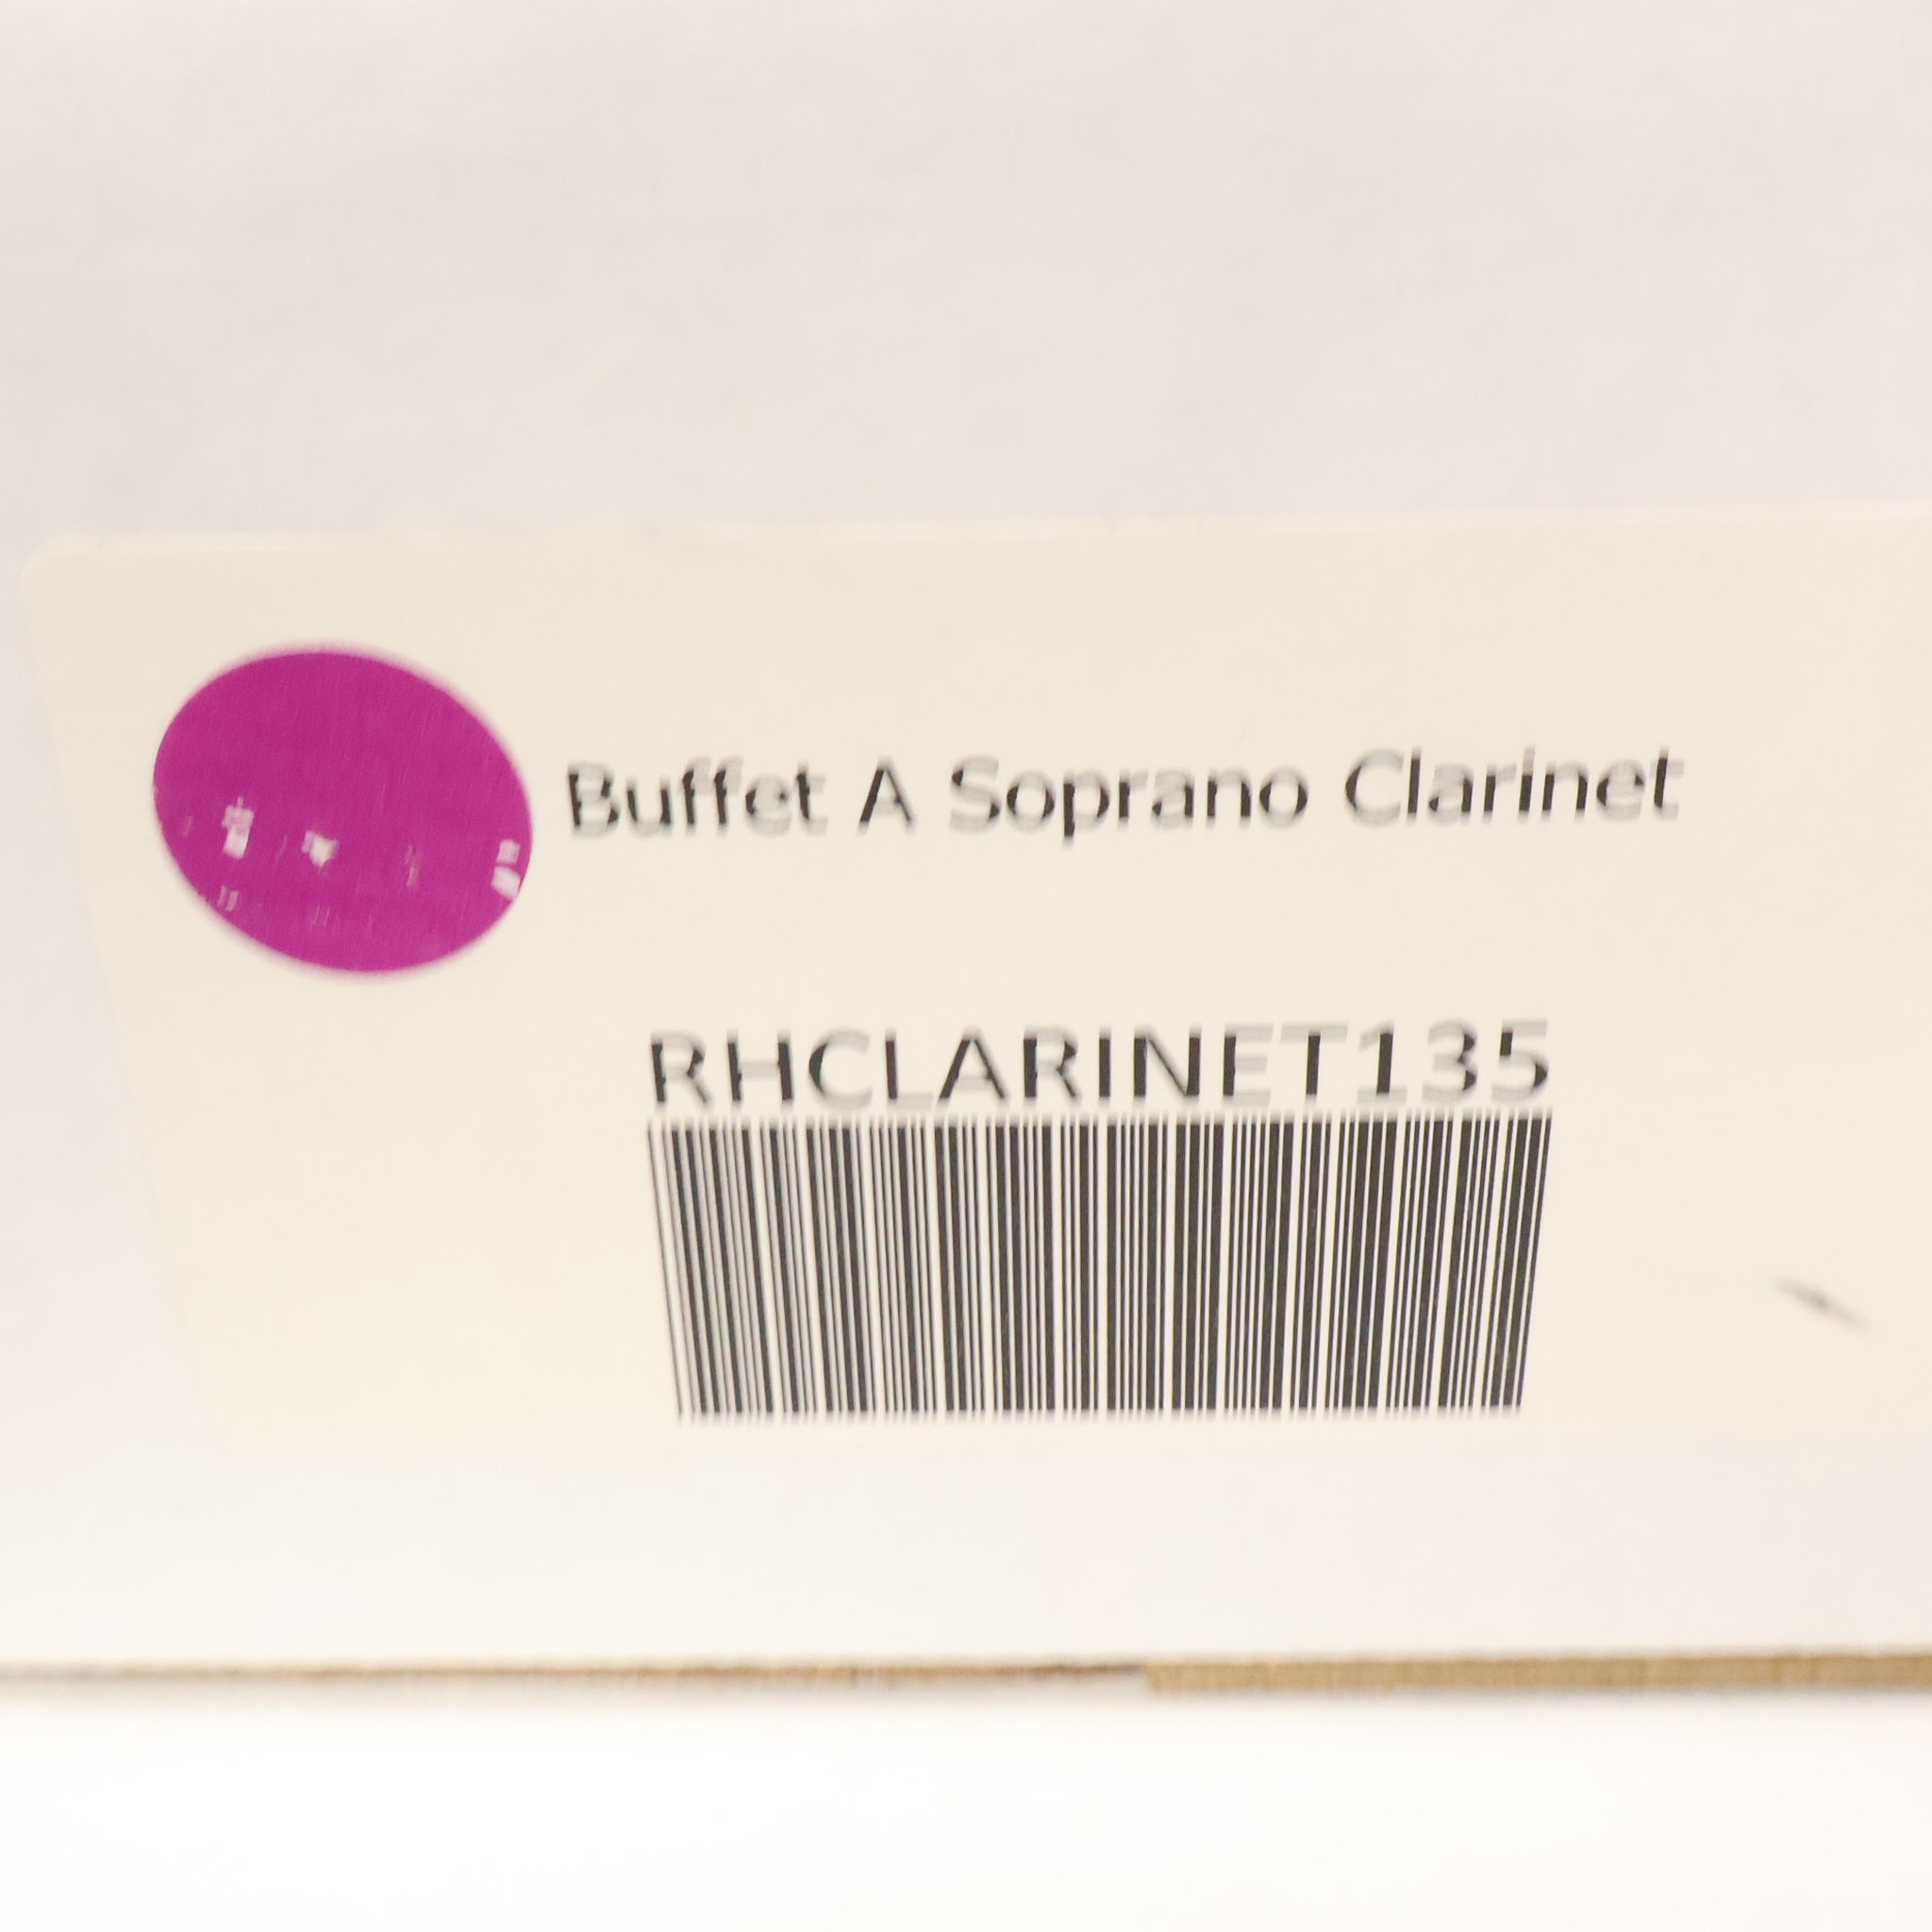 Buffet A Soprano Clarinet
RHCLARINET135